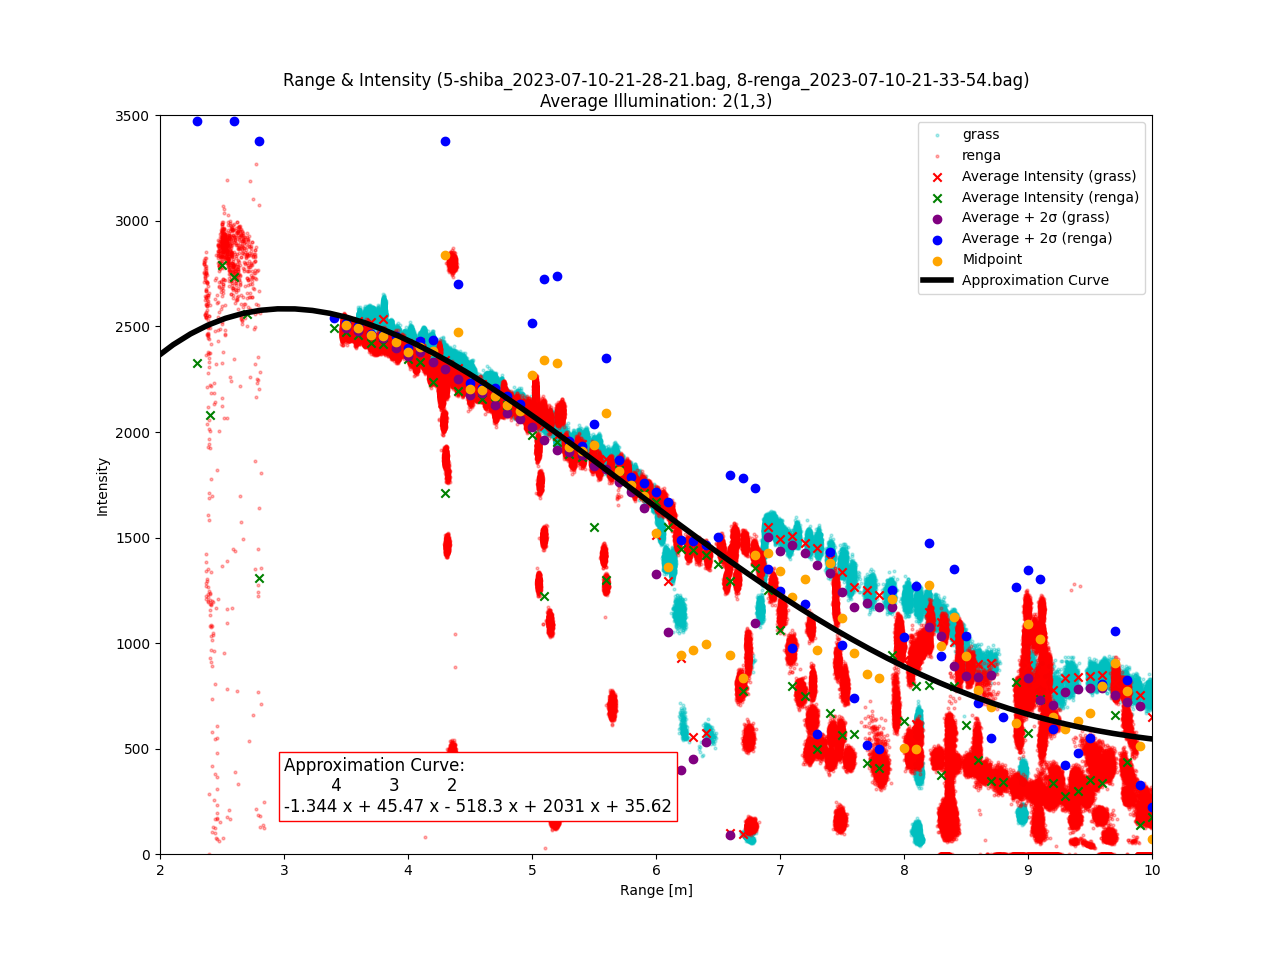 Range & Intensity (5-shiba_2023-07-10-21-28-21.bag, 8-renga_2023-07-10-21-33-54.bag)
Average Illumination: 2(1,3)
3500
3000
2500
2000
1500
1000
500
0
Intensity
grass
renga
Average Intensity (grass)
Average Intensity (renga)
Average + 2σ (grass)
Average + 2σ (renga)
Midpoint
Approximation Curve
Approximation Curve:
4 3 2
-1.344 x + 45.47 x - 518.3 x + 2031 x + 35.62
2 3 4 5 6 7 8 9 10
Range [m]